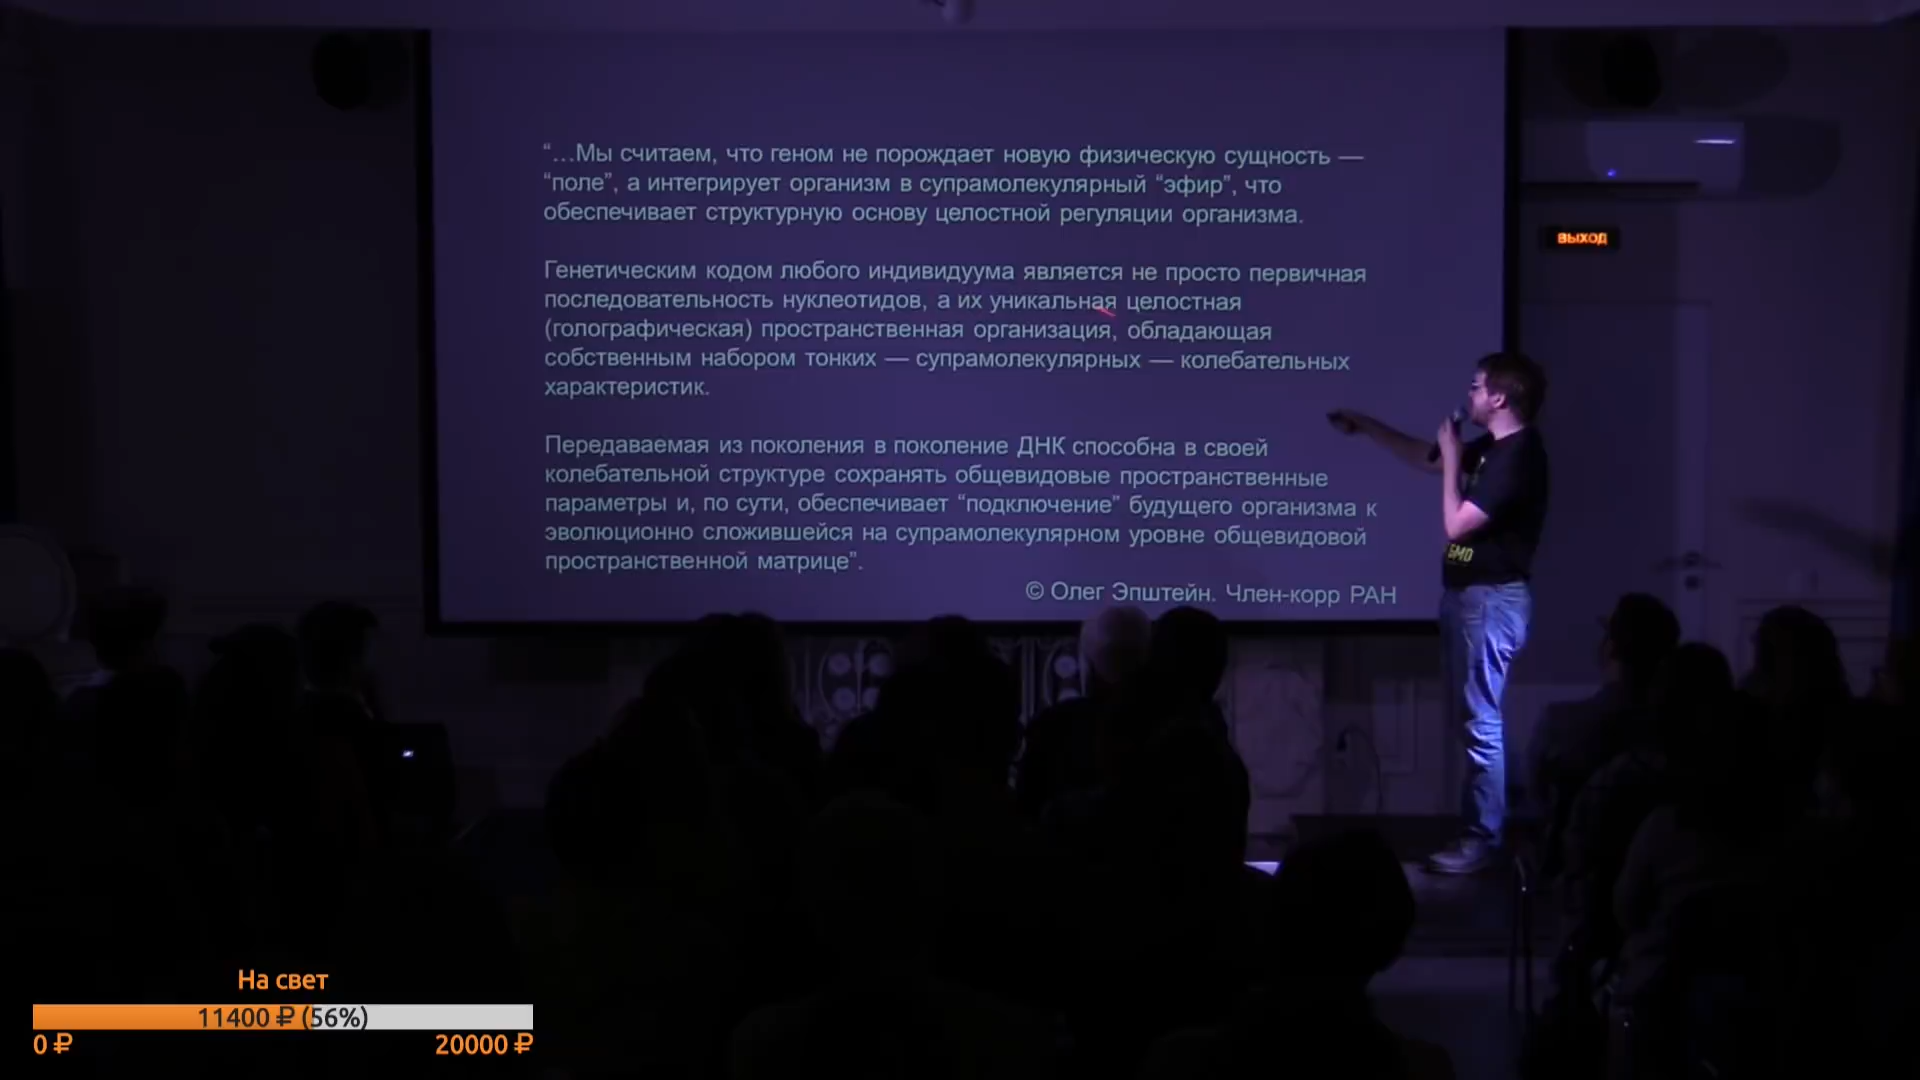 “…Мы считаем, что геном не порождает новую физическую сущность —
“поле”, а интегрирует организм в супрамолекулярный “эфир”, что
обеспечивает структурную основу целостной регуляции организма.
Генетическим кодом любого индивидуума является не просто первичная
последовательность нуклеотидов, а их уникальная целостная
(голографическая) пространственная организация, обладающая
собственным набором тонких — супрамолекулярных — колебательных
характеристик.
Передаваемая из поколения в поколение ДНК способна в своей
колебательной структуре сохранять общевидовые пространственные
параметры и, по сути, обеспечивает “подключение” будущего организма к
эволюционно сложившейся на супрамолекулярном уровне общевидовой
пространственной матрице”.
© Олег Эпштейн. Член-корр РАН
ВЫХОД
БМО
На свет
11400 ₽ (56%)
0 ₽
20000 ₽